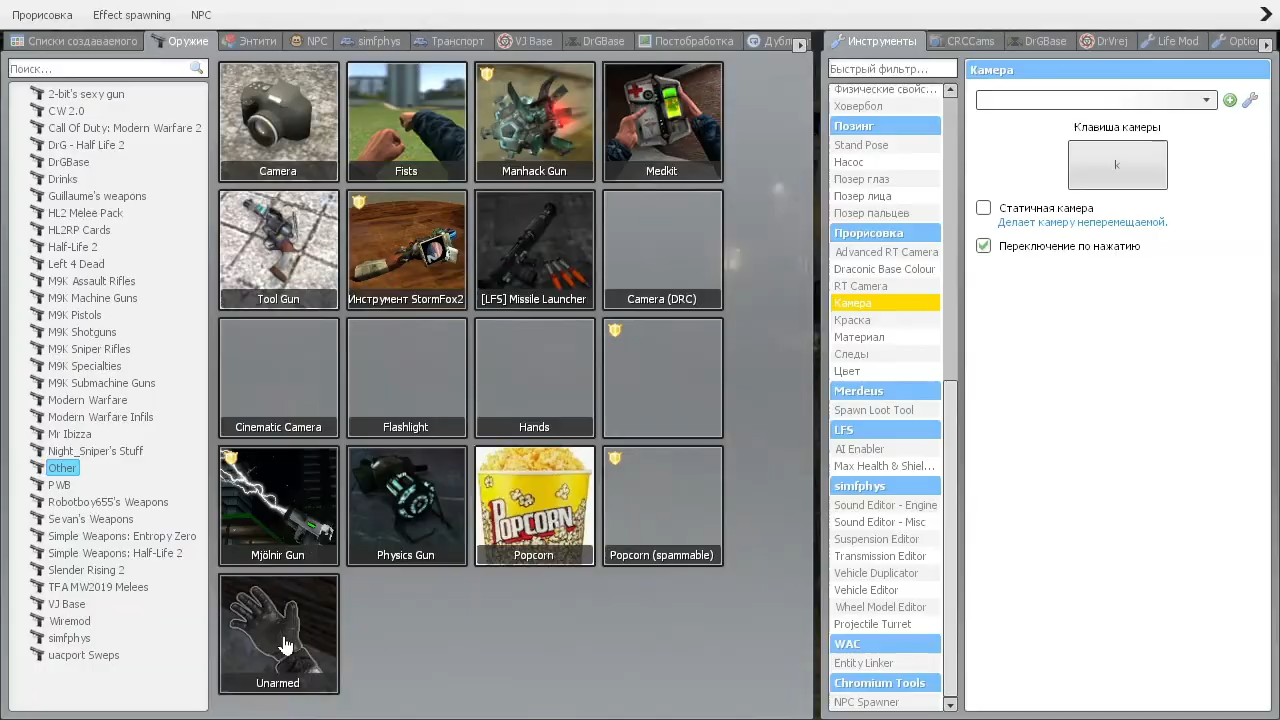 Прорисовка
Effect spawning
NPC
Списки создаваемого
Оружие
Энтити
NPC
simfphys
Транспорт
VJ Base
DrGBase
Постобработка
Инструменты
CRCCams
DrGBase
DrVrej
Life Mod
Поиск...
2-bit's sexy gun
CW 2.0
Call Of Duty: Modern Warfare 2
DrG - Half Life 2
DrGBase
Drinks
Guillaume's weapons
HL2 Melee Pack
HL2RP Cards
Half-Life 2
Left 4 Dead
M9K Assault Rifles
M9K Machine Guns
M9K Pistols
M9K Shotguns
M9K Sniper Rifles
M9K Specialties
M9K Submachine Guns
Modern Warfare
Modern Warfare Infils
Mr Ibizza
Night_Sniper's Stuff
Other
PWB
Robotboy655's Weapons
Sevan's Weapons
Simple Weapons: Entropy Zero
Simple Weapons: Half-Life 2
Slender Rising 2
TFA MW2019 Melees
VJ Base
Wiremod
simfphys
uacport Sweps
Camera
Fists
Manhack Gun
Medkit
Tool Gun
Инструмент StormFox2
[LFS] Missile Launcher
Camera (DRC)
Cinematic Camera
Flashlight
Hands
Mjölnir Gun
Physics Gun
POPCORN
Popcorn
Popcorn (spammable)
Unarmed
Быстрый фильтр...
Физические свойс...
Ховербол
Позинг
Stand Pose
Насос
Позер глаз
Позер лица
Позер пальцев
Прорисовка
Advanced RT Camera
Draconic Base Colour
RT Camera
Камера
Краска
Материал
Следы
Цвет
Merdeus
Spawn Loot Tool
LFS
AI Enabler
Max Health & Shiel...
simfphys
Sound Editor - Engine
Sound Editor - Misc
Suspension Editor
Transmission Editor
Vehicle Duplicator
Vehicle Editor
Wheel Model Editor
Projectile Turret
WAC
Entity Linker
Chromium Tools
NPC Spawner
Камера
Клавиша камеры
k
Статичная камера
Делает камеру неперемещаемой.
Переключение по нажатию